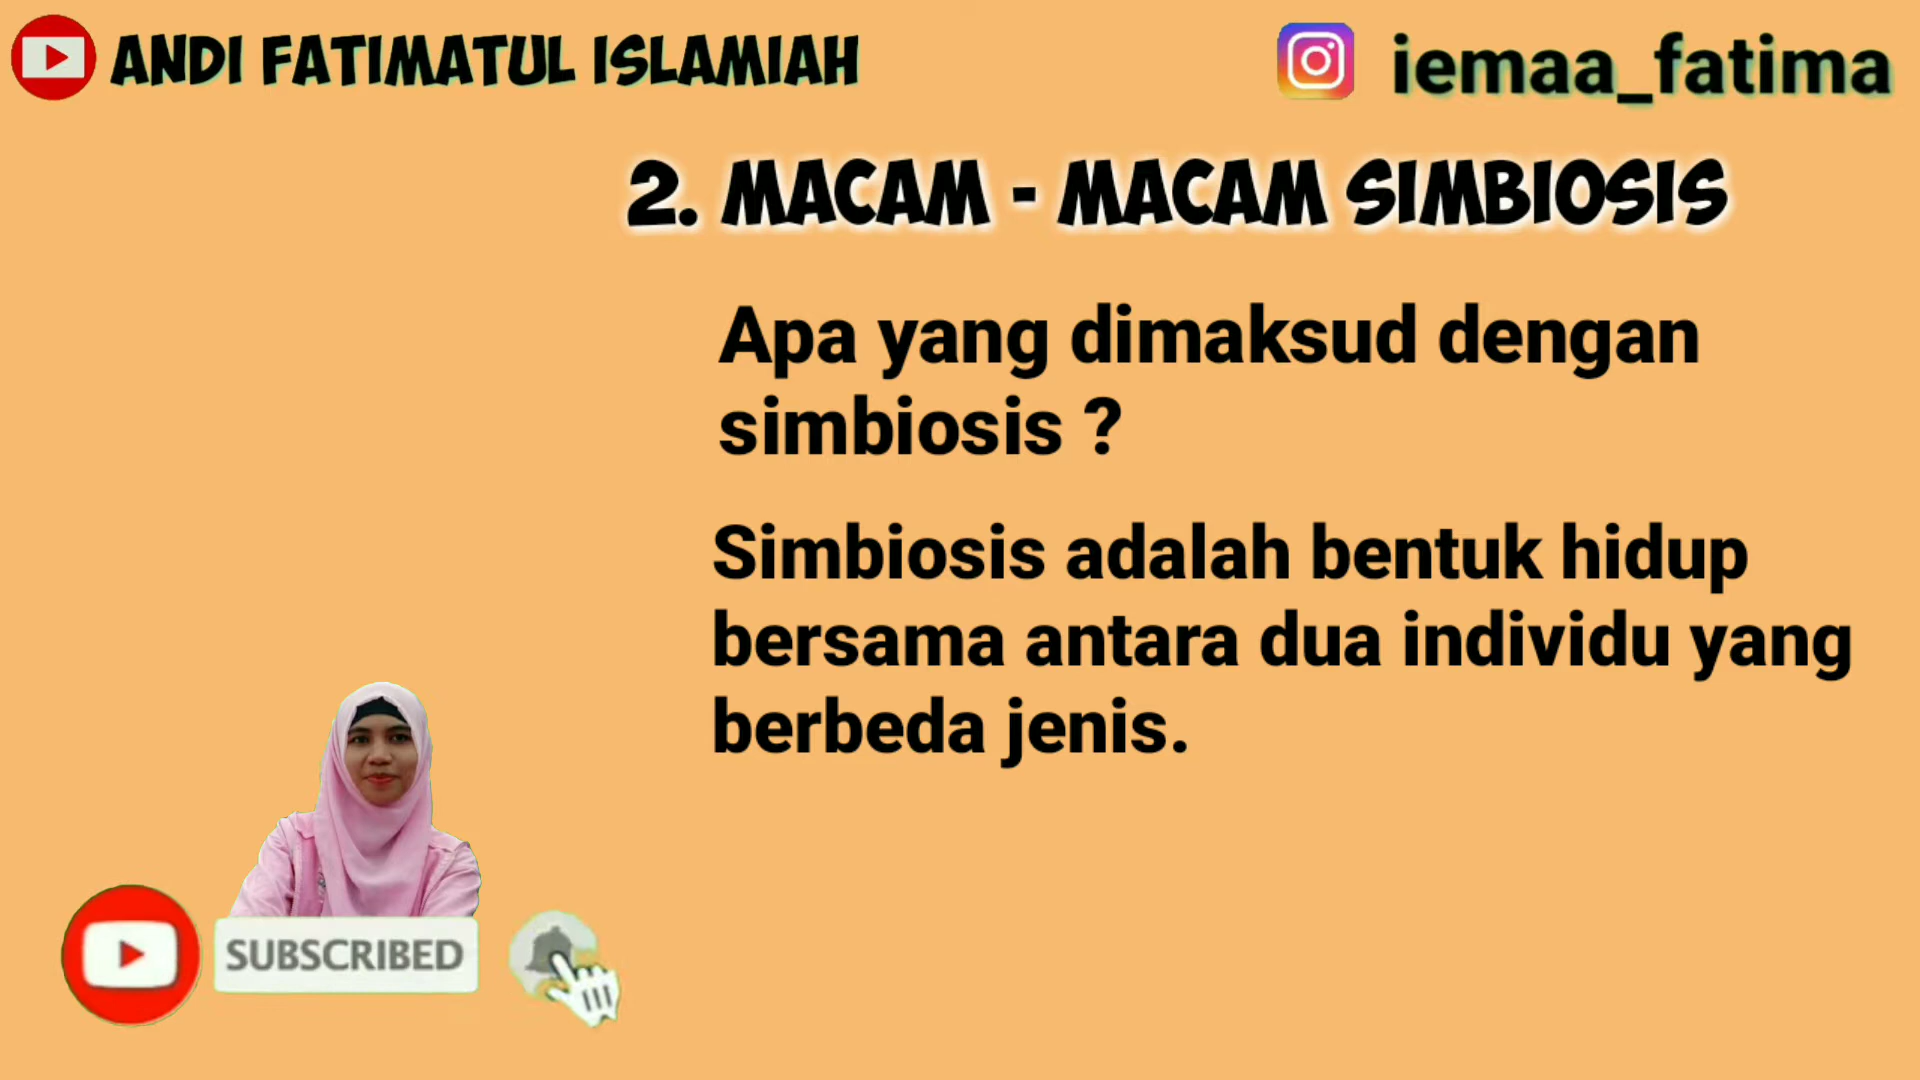 ANDI FATIMATUL ISLAMIAH
iemaa_fatima
2. MACAM - MACAM SIMBIOSIS
Apa yang dimaksud dengan
simbiosis ?
Simbiosis adalah bentuk hidup
bersama antara dua individu yang
berbeda jenis.
SUBSCRIBED